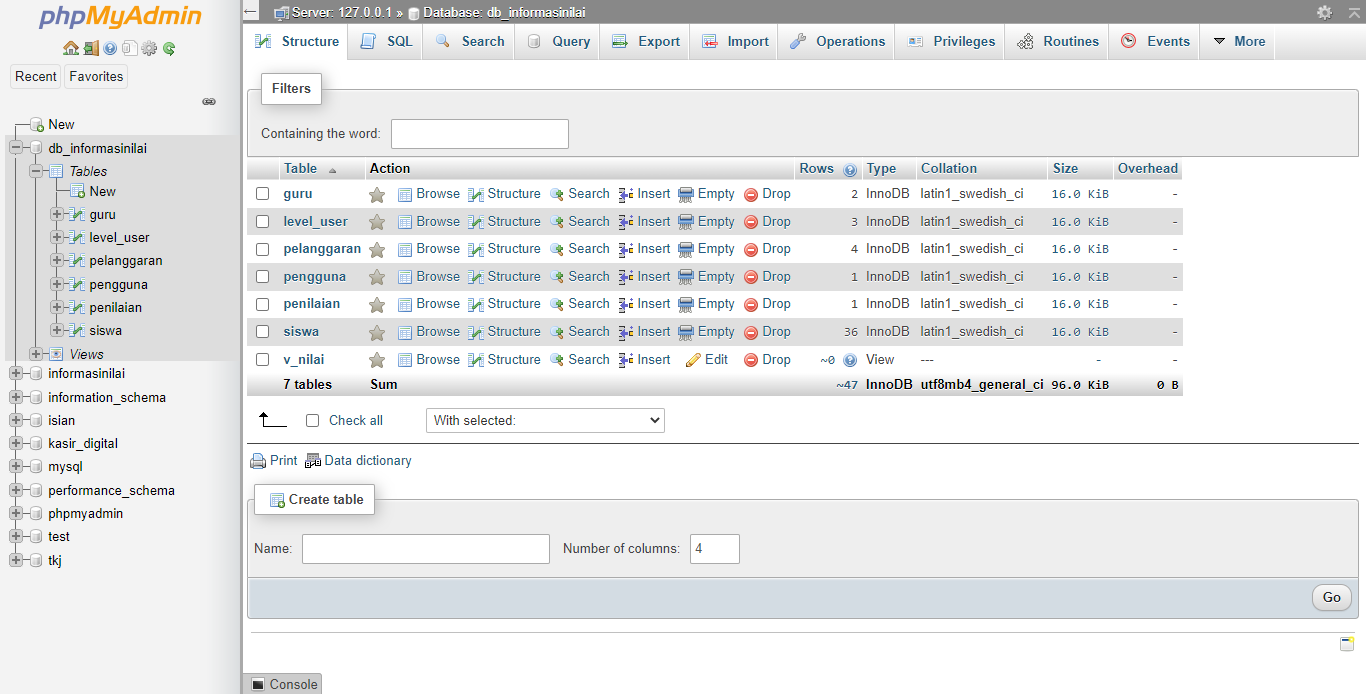 phpMyAdmin
Recent Favorites
New
db_informasinilai
Tables
New
guru
level_user
pelanggaran
pengguna
penilaian
siswa
Views
informasinilai
information_schema
isian
kasir_digital
mysql
performance_schema
phpmyadmin
test
tkj
Server: 127.0.0.1 » Database: db_informasinilai
Structure SQL Search Query Export Import Operations Privileges Routines Events More
Filters
Containing the word:
Table Action Rows Type Collation Size Overhead
guru Browse Structure Search Insert Empty Drop 2 InnoDB latin1_swedish_ci 16.0 KiB -
level_user Browse Structure Search Insert Empty Drop 3 InnoDB latin1_swedish_ci 16.0 KiB -
pelanggaran Browse Structure Search Insert Empty Drop 4 InnoDB latin1_swedish_ci 16.0 KiB -
pengguna Browse Structure Search Insert Empty Drop 1 InnoDB latin1_swedish_ci 16.0 KiB -
penilaian Browse Structure Search Insert Empty Drop 1 InnoDB latin1_swedish_ci 16.0 KiB -
siswa Browse Structure Search Insert Empty Drop 36 InnoDB latin1_swedish_ci 16.0 KiB -
v_nilai Browse Structure Search Insert Edit Drop ~0 View --- - -
7 tables Sum ~47 InnoDB utf8mb4_general_ci 96.0 KiB 0 B
Check all With selected:
Print Data dictionary
Create table
Name: Number of columns: 4
Go
Console